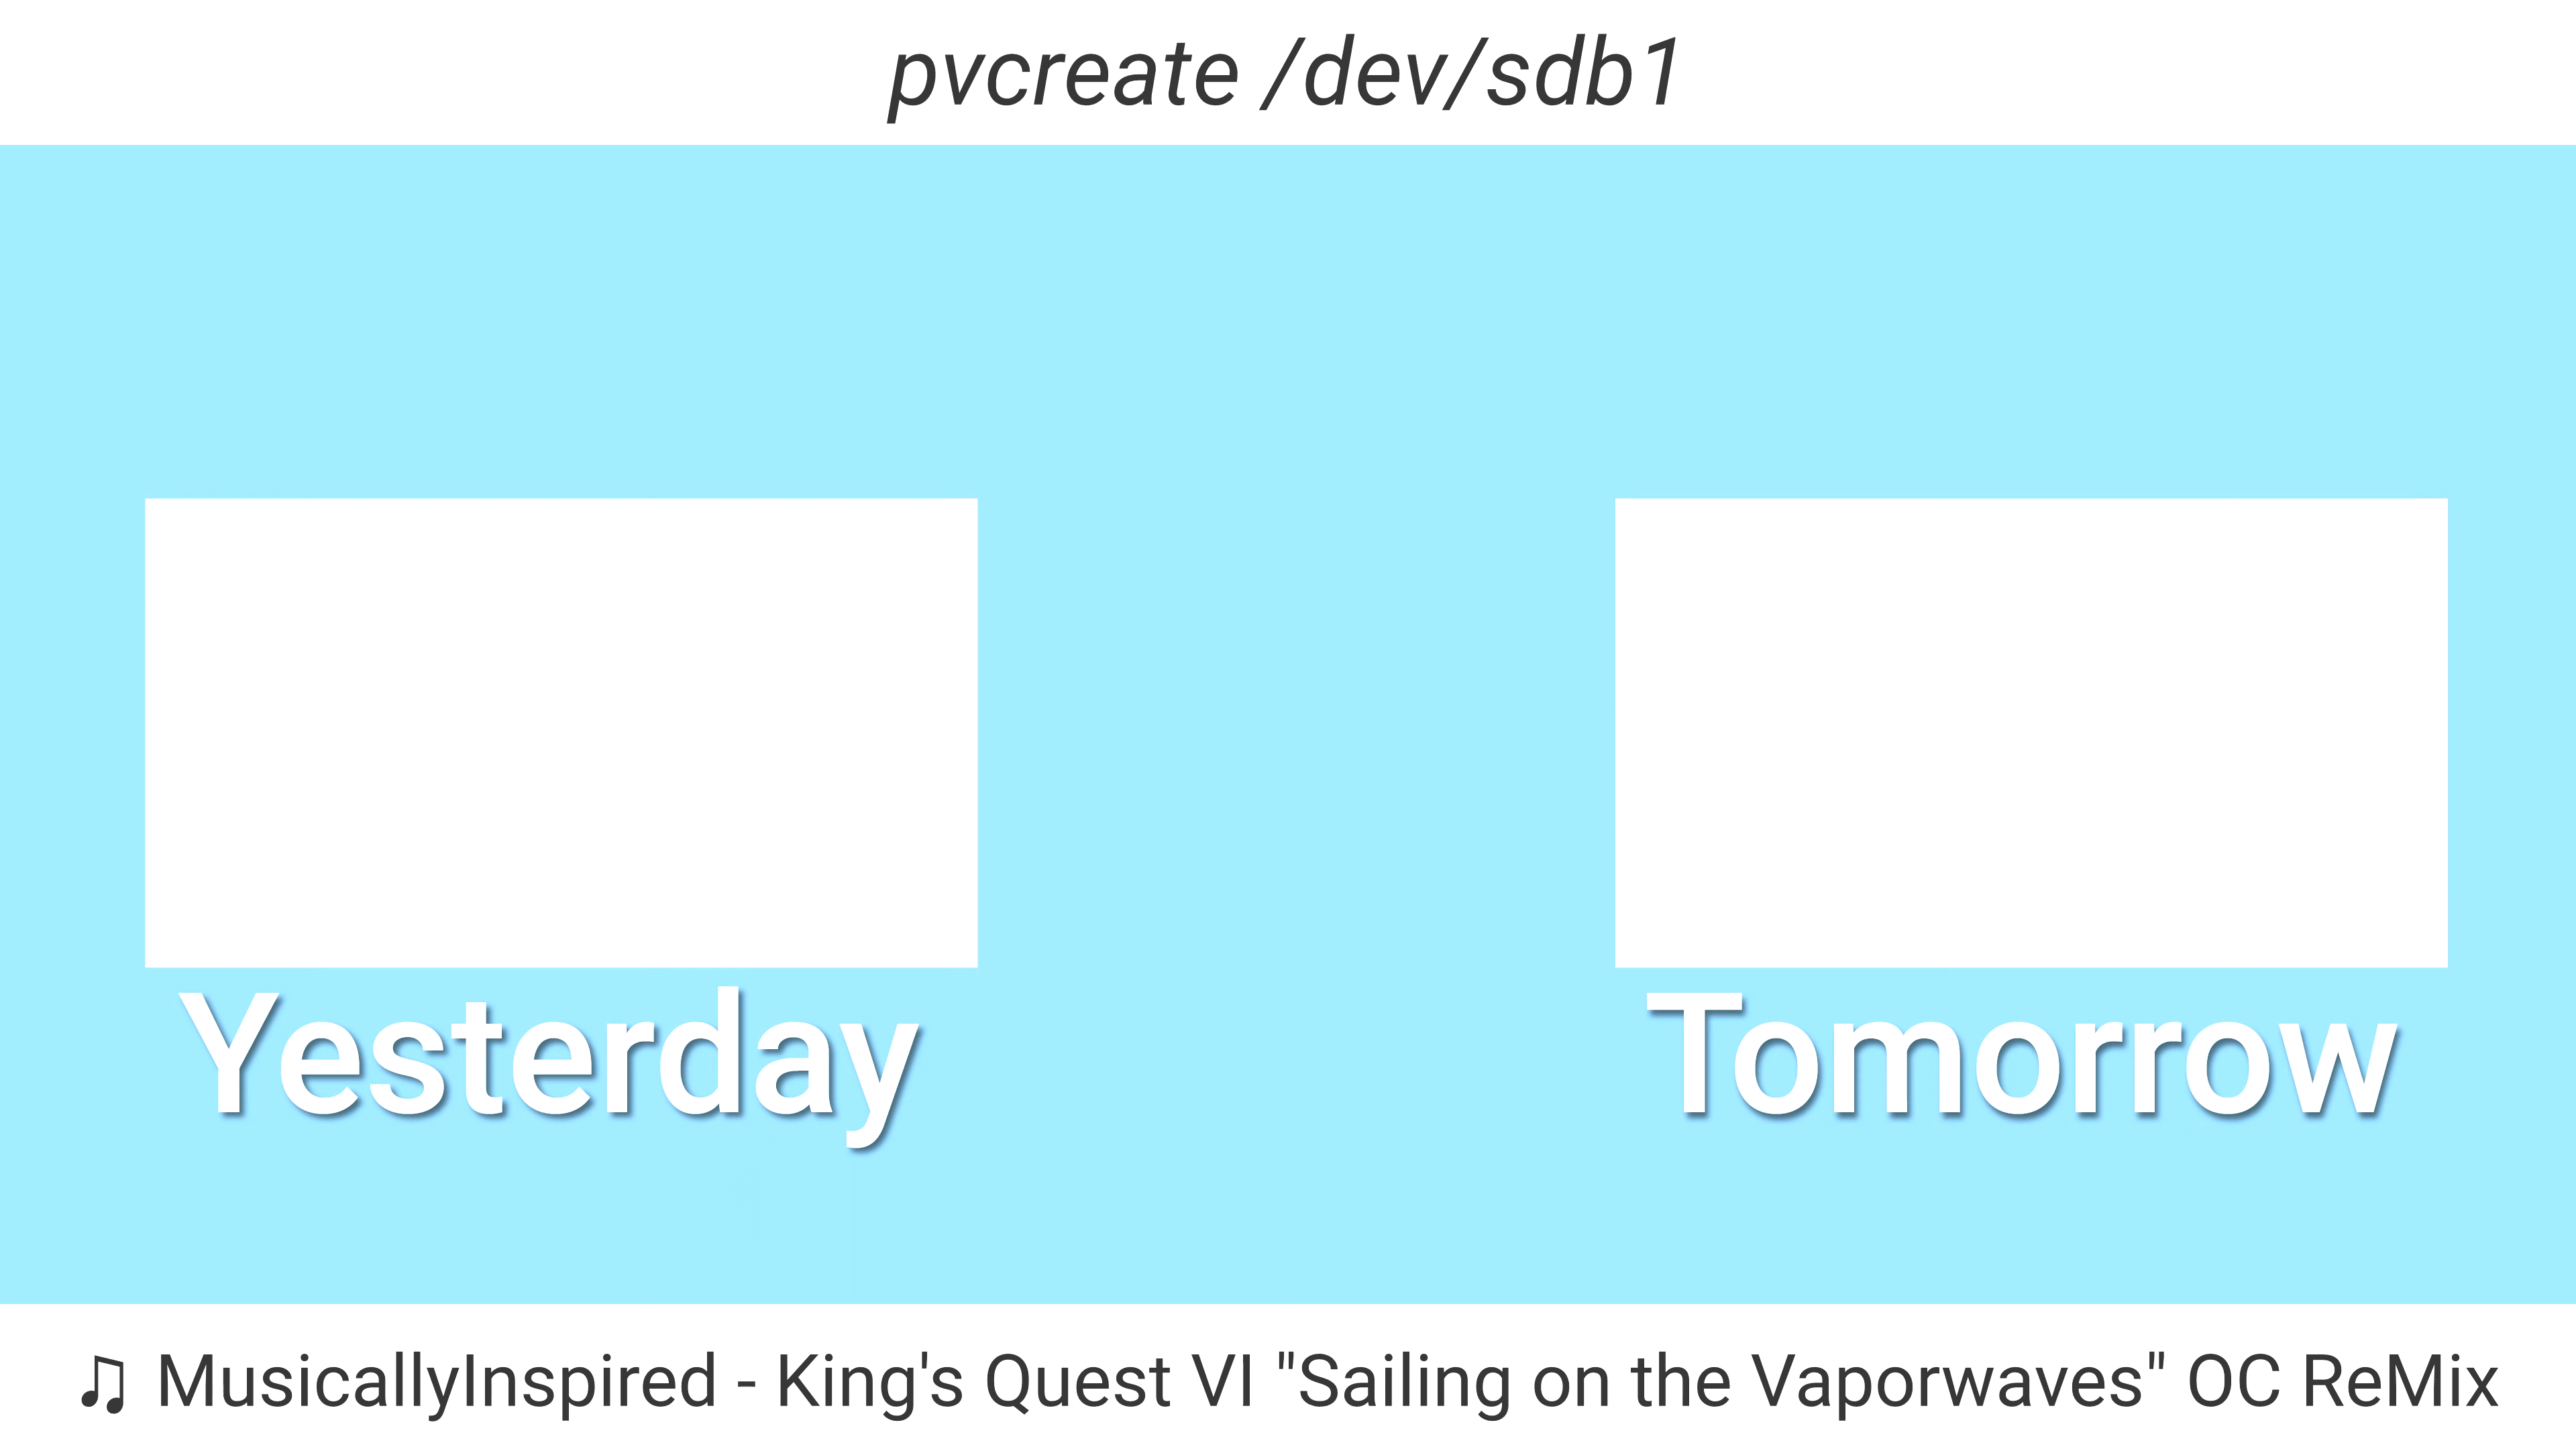 pvcreate /dev/sdb1
Yesterday
Tomorrow
♫ MusicallyInspired - King's Quest VI "Sailing on the Vaporwaves" OC ReMix